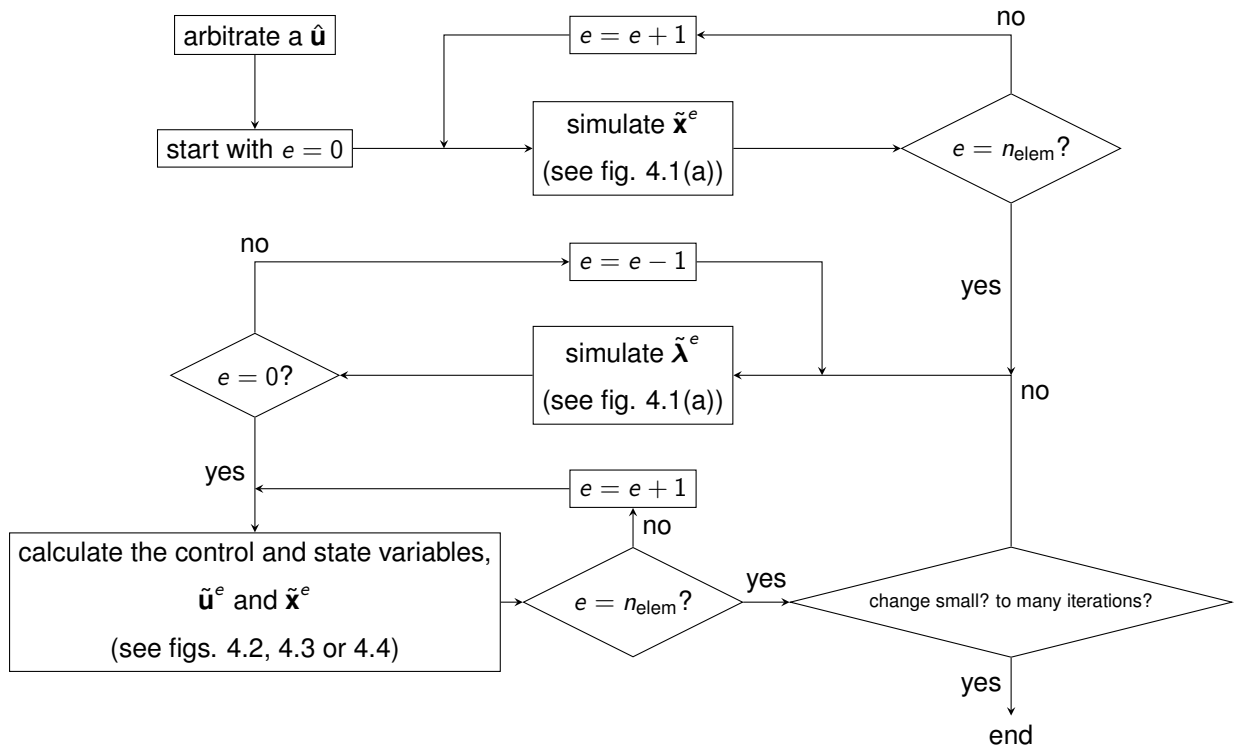 arbitrate a û
e = e + 1
no
start with e = 0
simulate x̃ᵉ
(see fig. 4.1(a))
e = n_elem?
no
e = e − 1
yes
e = 0?
simulate λ̃ᵉ
(see fig. 4.1(a))
no
yes
e = e + 1
no
calculate the control and state variables,
ũᵉ and x̃ᵉ
(see figs. 4.2, 4.3 or 4.4)
e = n_elem?
yes
change small? to many iterations?
yes
end